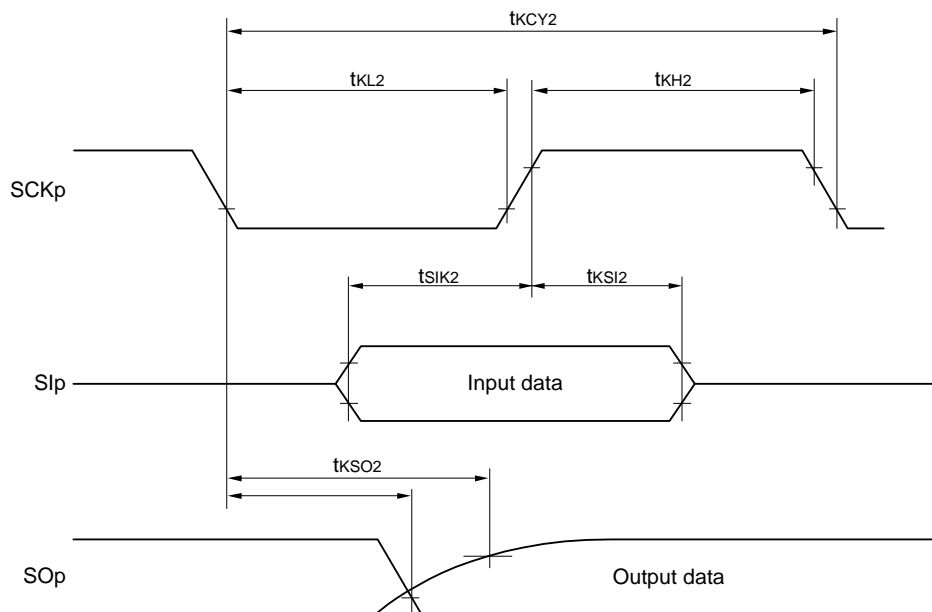 tKCY2
tKL2
tKH2
SCKp
tSIK2
tKSI2
SIp
Input data
tKSO2
SOp
Output data